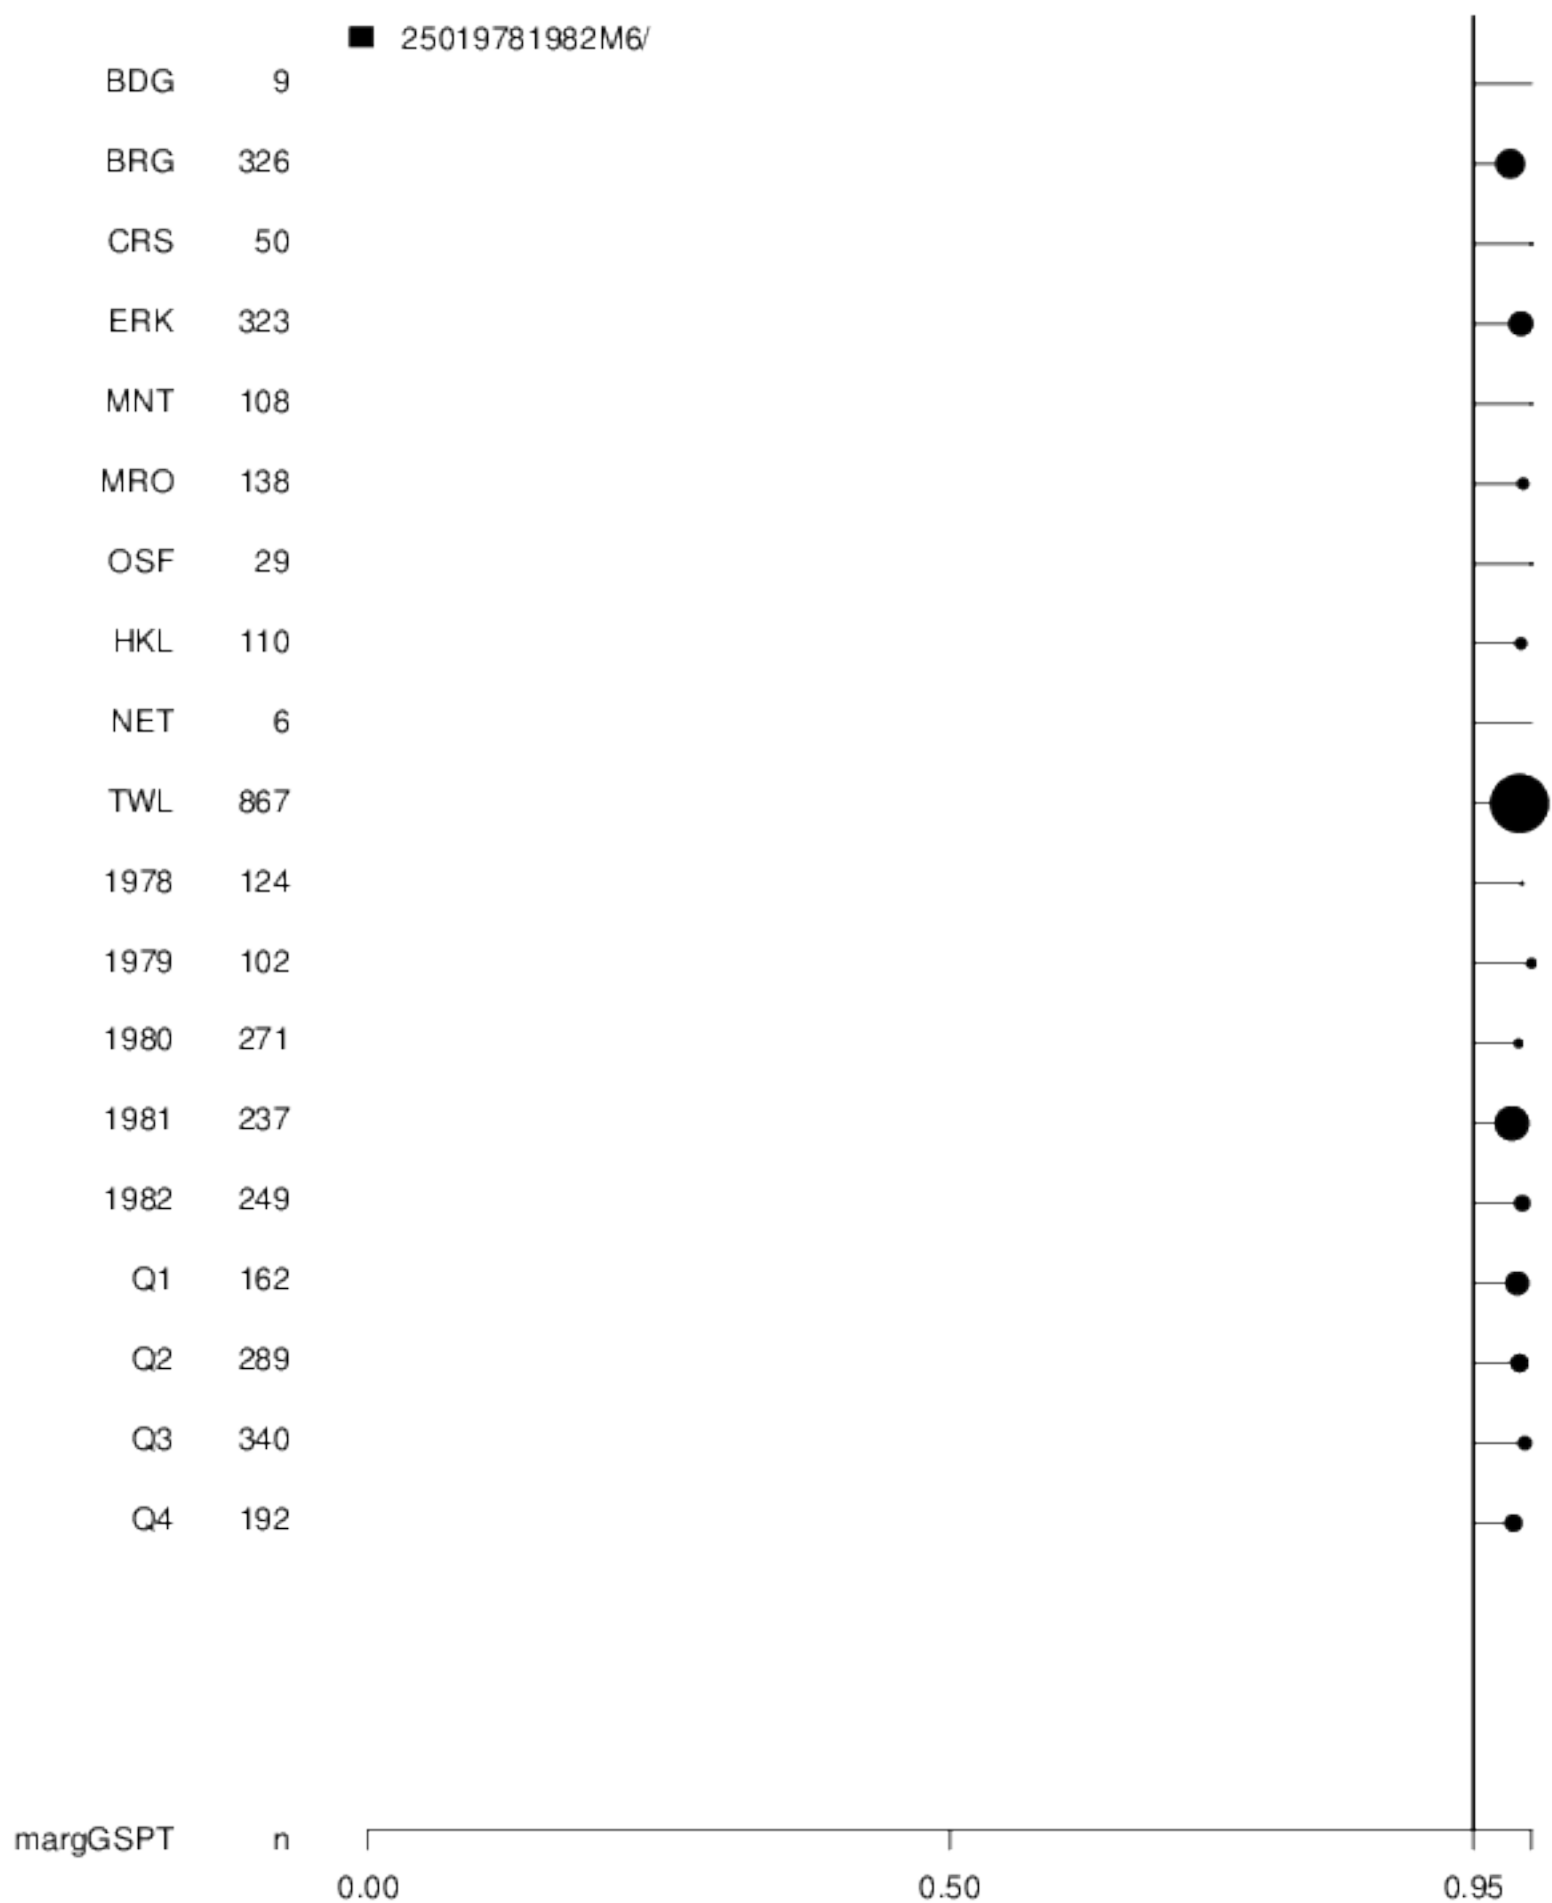 25019781982M6/
BDG 9
BRG 326
CRS 50
ERK 323
MNT 108
MRO 138
OSF 29
HKL 110
NET 6
TWL 867
1978 124
1979 102
1980 271
1981 237
1982 249
Q1 162
Q2 289
Q3 340
Q4 192
margGSPT n
0.00 0.50 0.95